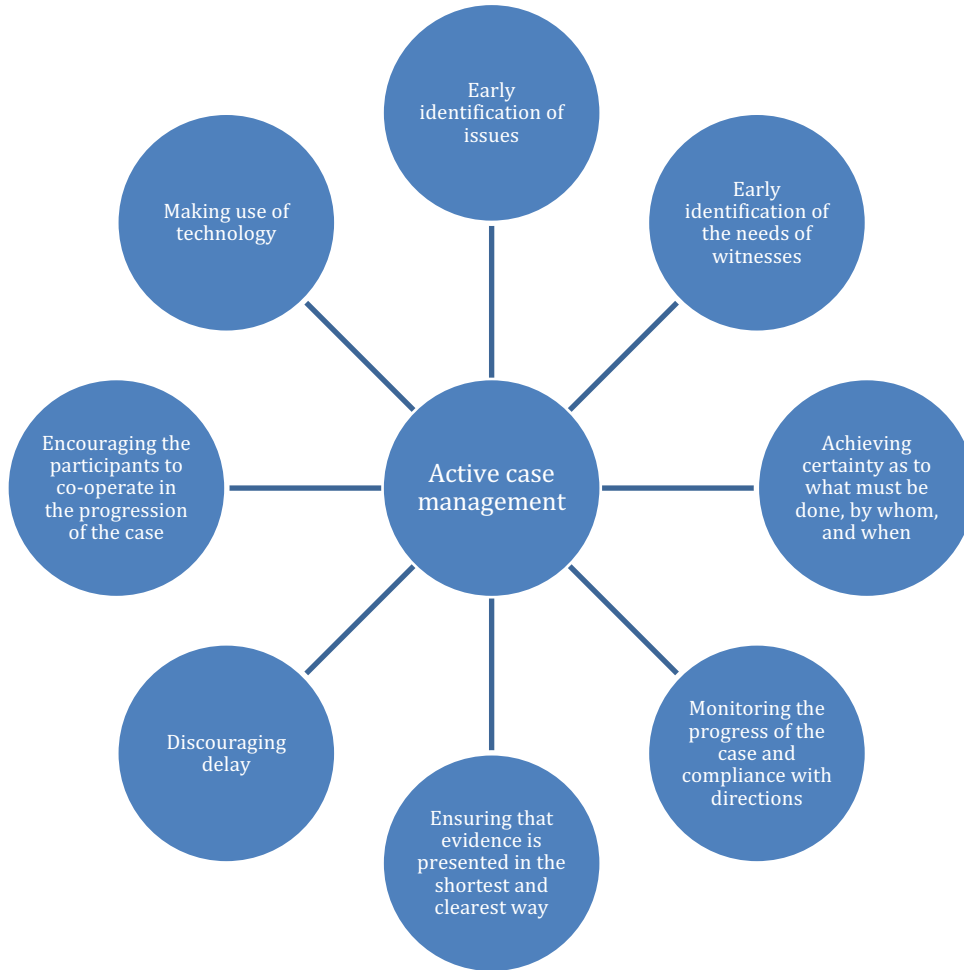 Early
identification of
issues
Early
identification of
the needs of
witnesses
Achieving
certainty as to
what must be
done, by whom,
and when
Monitoring the
progress of the
case and
compliance with
directions
Ensuring that
evidence is
presented in the
shortest and
clearest way
Discouraging
delay
Encouraging the
participants to
co-operate in
the progression
of the case
Making use of
technology
Active case
management